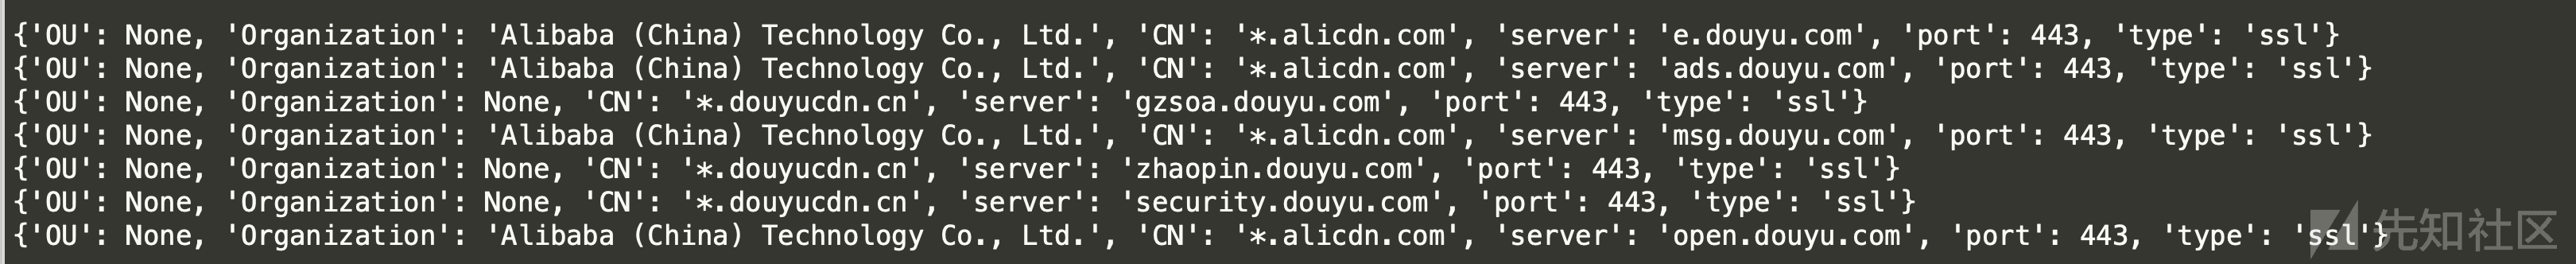 {'OU': None, 'Organization': 'Alibaba (China) Technology Co., Ltd.', 'CN': '*.alicdn.com', 'server': 'e.douyu.com', 'port': 443, 'type': 'ssl'}
{'OU': None, 'Organization': 'Alibaba (China) Technology Co., Ltd.', 'CN': '*.alicdn.com', 'server': 'ads.douyu.com', 'port': 443, 'type': 'ssl'}
{'OU': None, 'Organization': None, 'CN': '*.douyucdn.cn', 'server': 'gzsoa.douyu.com', 'port': 443, 'type': 'ssl'}
{'OU': None, 'Organization': 'Alibaba (China) Technology Co., Ltd.', 'CN': '*.alicdn.com', 'server': 'msg.douyu.com', 'port': 443, 'type': 'ssl'}
{'OU': None, 'Organization': None, 'CN': '*.douyucdn.cn', 'server': 'zhaopin.douyu.com', 'port': 443, 'type': 'ssl'}
{'OU': None, 'Organization': None, 'CN': '*.douyucdn.cn', 'server': 'security.douyu.com', 'port': 443, 'type': 'ssl'}
{'OU': None, 'Organization': 'Alibaba (China) Technology Co., Ltd.', 'CN': '*.alicdn.com', 'server': 'open.douyu.com', 'port': 443, 'type': 'ssl'}
先知社区